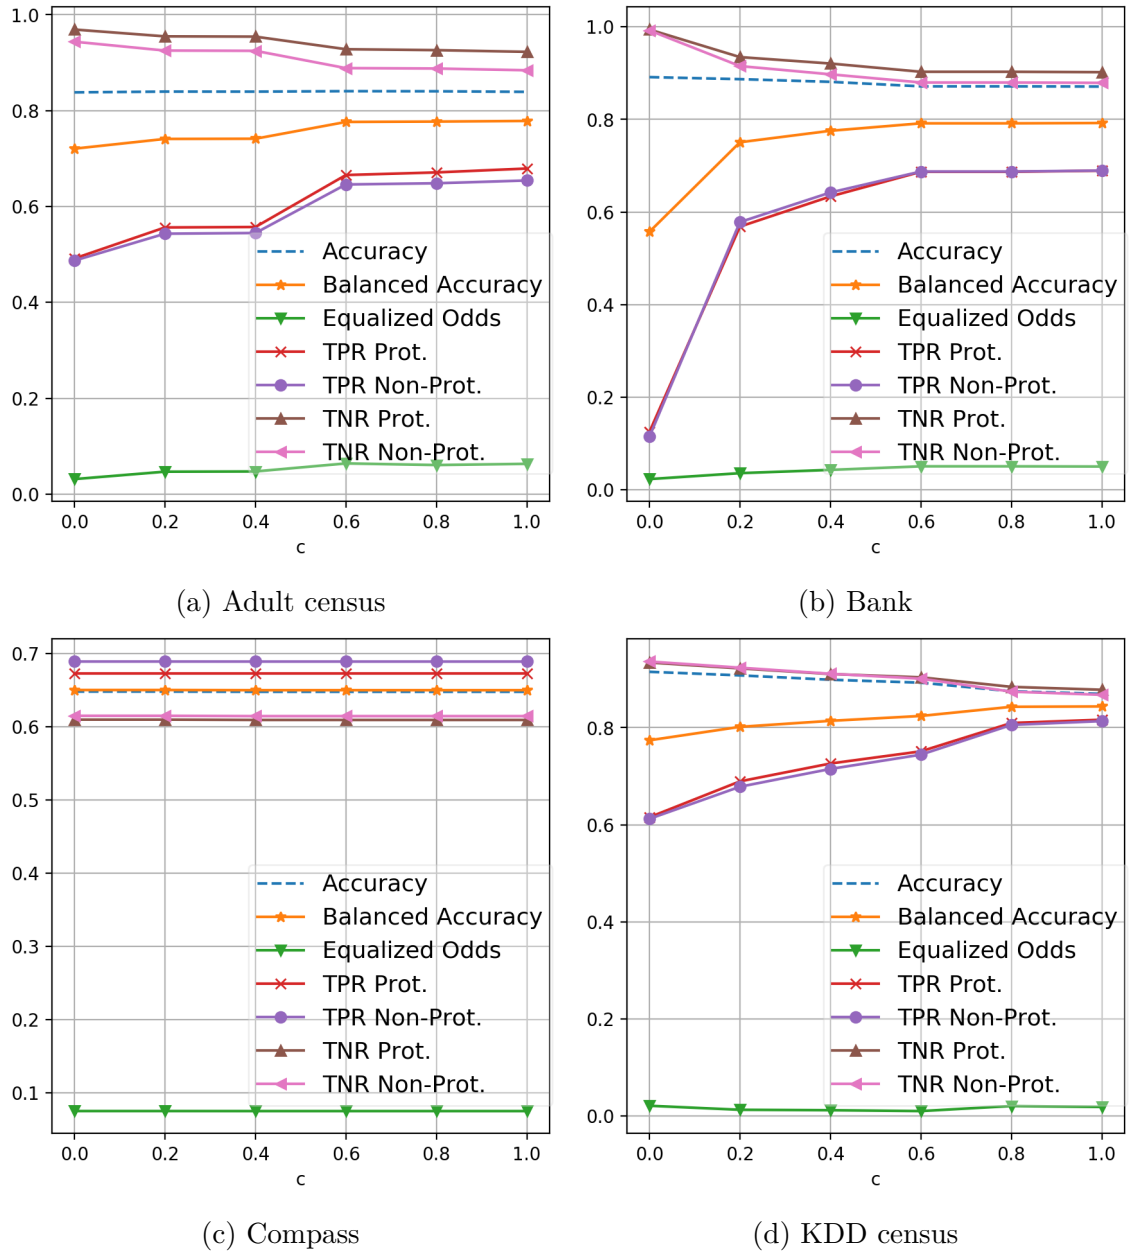 1.0
0.8
0.6
0.4
0.2
0.0
Accuracy
Balanced Accuracy
Equalized Odds
TPR Prot.
TPR Non-Prot.
TNR Prot.
TNR Non-Prot.
0.0 0.2 0.4 0.6 0.8 1.0
c
(a) Adult census
1.0
0.8
0.6
0.4
0.2
0.0
Accuracy
Balanced Accuracy
Equalized Odds
TPR Prot.
TPR Non-Prot.
TNR Prot.
TNR Non-Prot.
0.0 0.2 0.4 0.6 0.8 1.0
c
(b) Bank
0.7
0.6
0.5
0.4
0.3
0.2
0.1
Accuracy
Balanced Accuracy
Equalized Odds
TPR Prot.
TPR Non-Prot.
TNR Prot.
TNR Non-Prot.
0.0 0.2 0.4 0.6 0.8 1.0
c
(c) Compass
0.8
0.6
0.4
0.2
0.0
Accuracy
Balanced Accuracy
Equalized Odds
TPR Prot.
TPR Non-Prot.
TNR Prot.
TNR Non-Prot.
0.0 0.2 0.4 0.6 0.8 1.0
c
(d) KDD census